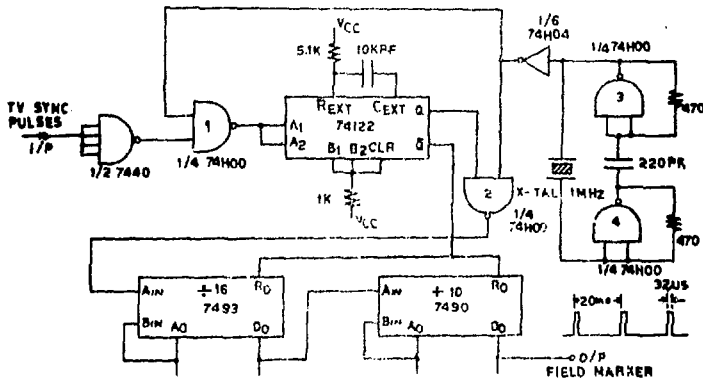 VCC
5.1K
10KPF
1/6
74H04
1/4 74H00
REXT
CEXT
TV SYNC
PULSES
I/P
1
A1
A2
74122
Q
Q̄
B1 B2 CLR
3
470
1/2 7440
1/4 74H00
1K
VCC
2
1/4
74H00
X-TAL 1MHz
220PF
4
470
1/4 74H00
AIN
÷16
7493
R0
BIN
A0
D0
AIN
÷10
7490
R0
BIN
A0
D0
20ms
32US
O/P
FIELD MARKER